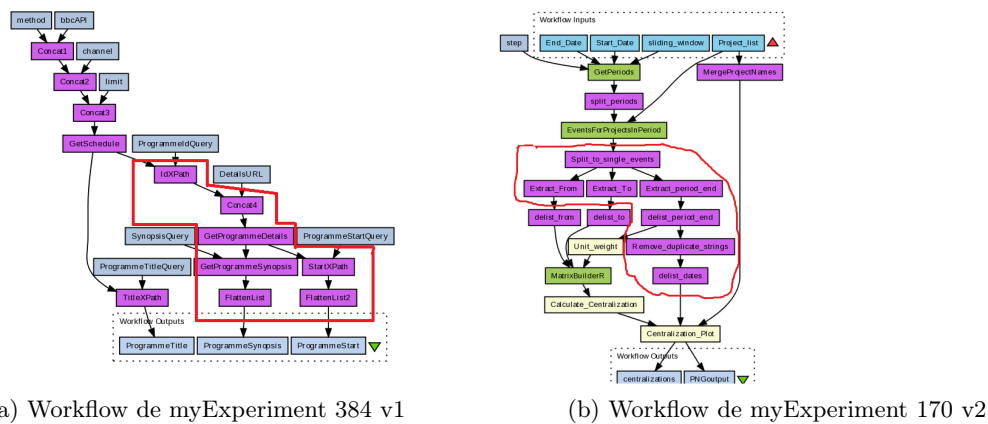 method bbcAPI
Concat1 channel
Concat2 limit
Concat3
GetSchedule ProgrammeIdQuery
IdXPath DetailsURL
Concat4
SynopsisQuery GetProgrammeDetails ProgrammeStartQuery
ProgrammeTitleQuery GetProgrammeSynopsis StartXPath
TitleXPath FlattenList FlattenList2
Workflow Outputs
ProgrammeTitle ProgrammeSynopsis ProgrammeStart
a) Workflow de myExperiment 384 v1
Workflow Inputs
step End_Date Start_Date sliding_window Project_list
GetPeriods MergeProjectNames
split_periods
EventsForProjectsInPeriod
Split_to_single_events
Extract_From Extract_To Extract_period_end
delist_from delist_to delist_period_end
Unit_weight Remove_duplicate_strings
MatrixBuilderR delist_dates
Calculate_Centralization
Centralization_Plot
Workflow Outputs
centralizations PNGoutput
(b) Workflow de myExperiment 170 v2